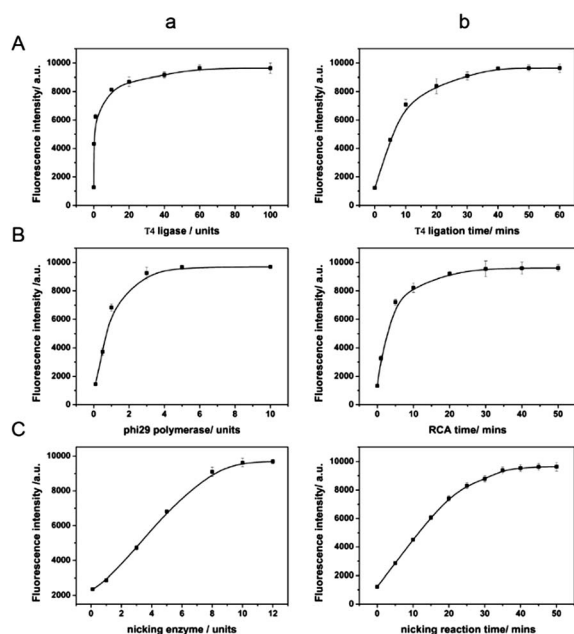 a
b
A
Fluorescence intensity/ a.u.
10000
8000
6000
4000
2000
0
0 20 40 60 80 100
T4 ligase / units
Fluorescence intensity/ a.u.
10000
8000
6000
4000
2000
0
0 10 20 30 40 50 60
T4 ligation time/ mins
B
Fluorescence intensity /a.u.
10000
8000
6000
4000
2000
0
0 2 4 6 8 10
phi29 polymerase/ units
Fluorescence intensity/ a.u.
10000
8000
6000
4000
2000
0
0 10 20 30 40 50
RCA time/ mins
C
Fluorescence intensity /a.u.
10000
8000
6000
4000
2000
0 2 4 6 8 10 12
nicking enzyme / units
Fluorescence intensity/ a.u.
10000
8000
6000
4000
2000
0
0 10 20 30 40 50
nicking reaction time/ mins